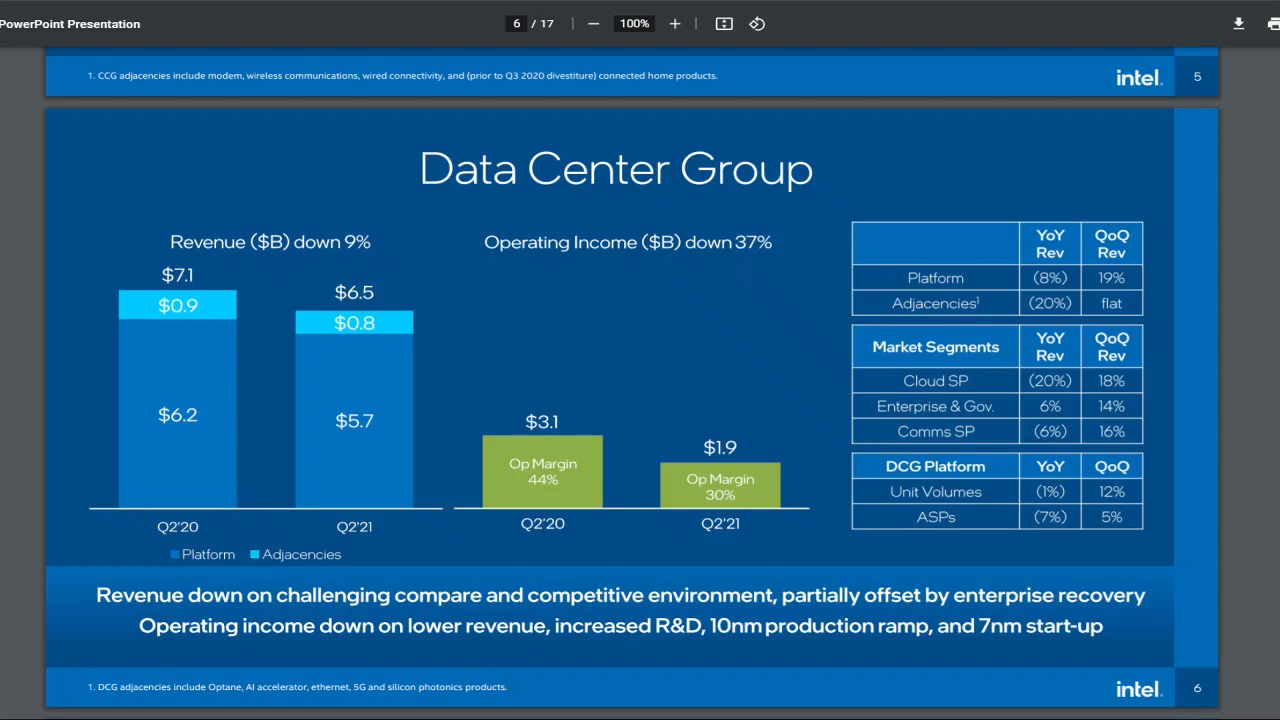 PowerPoint Presentation
6 / 17
100%
1. CCG adjacencies include modem, wireless communications, wired connectivity, and (prior to Q3 2020 divestiture) connected home products.
intel.
5
Data Center Group
Revenue ($B) down 9%
$7.1
$0.9
$6.2
$6.5
$0.8
$5.7
Q2'20
Q2'21
Platform
Adjacencies
Operating Income ($B) down 37%
$3.1
Op Margin
44%
$1.9
Op Margin
30%
Q2'20
Q2'21
YoY Rev QoQ Rev
Platform (8%) 19%
Adjacencies¹ (20%) flat
Market Segments YoY Rev QoQ Rev
Cloud SP (20%) 18%
Enterprise & Gov. 6% 14%
Comms SP (6%) 16%
DCG Platform YoY QoQ
Unit Volumes (1%) 12%
ASPs (7%) 5%
Revenue down on challenging compare and competitive environment, partially offset by enterprise recovery
Operating income down on lower revenue, increased R&D, 10nm production ramp, and 7nm start-up
1. DCG adjacencies include Optane, AI accelerator, ethernet, 5G and silicon photonics products.
intel.
6